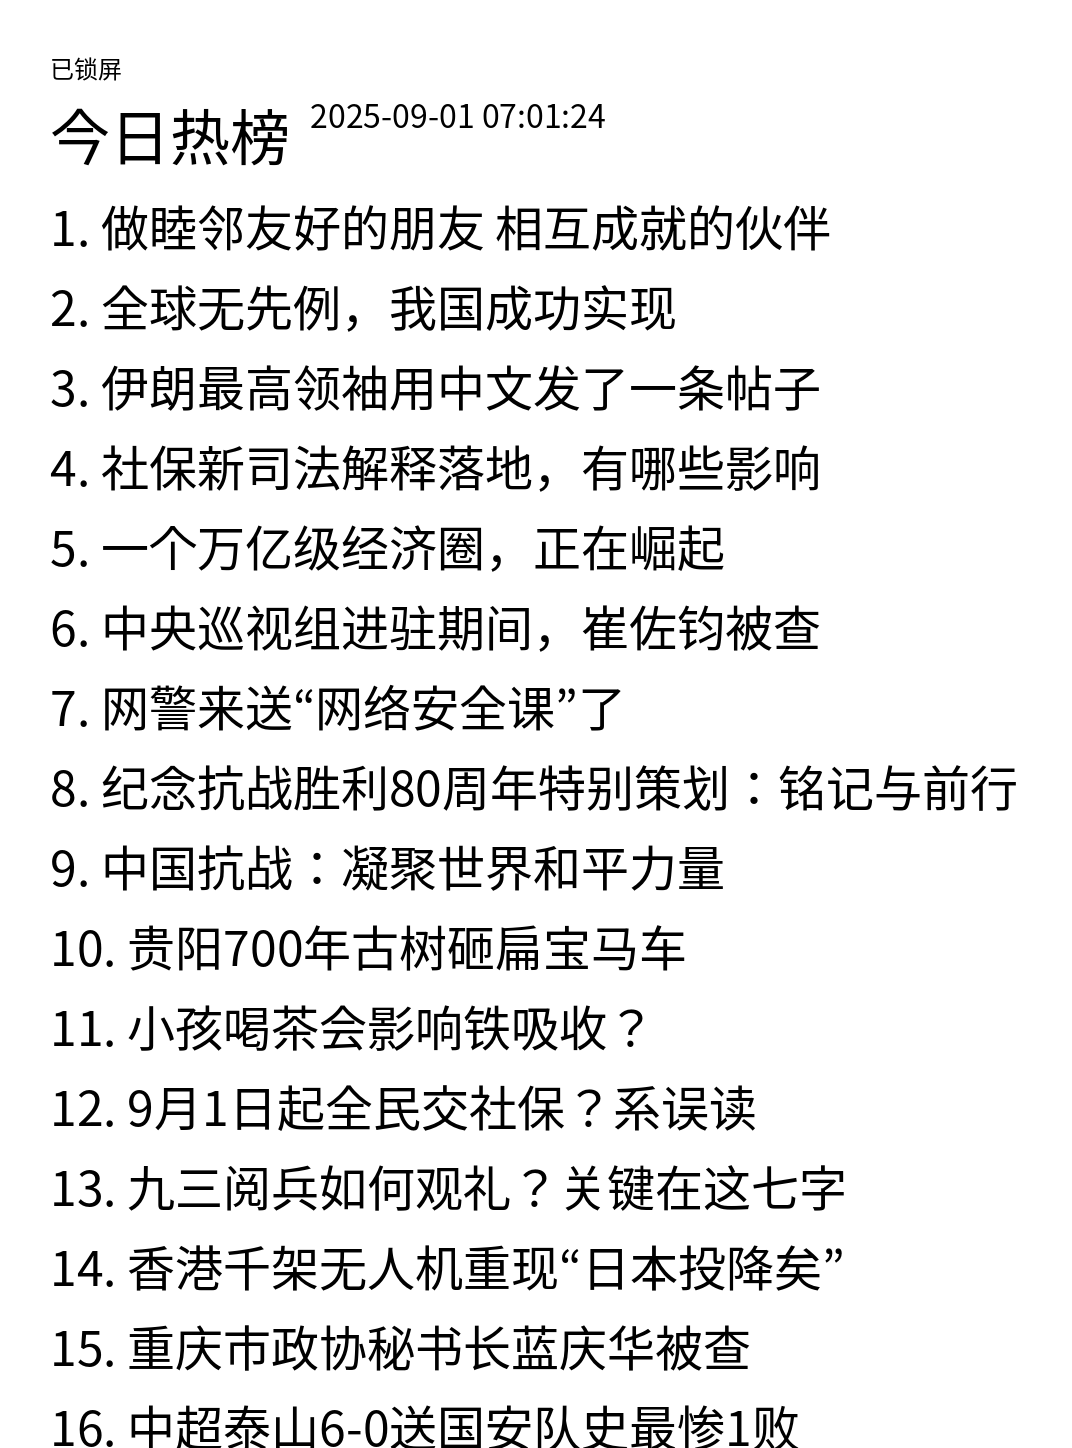 已锁屏
今日热榜 2025-09-01 07:01:24
1. 做睦邻友好的朋友 相互成就的伙伴
2. 全球无先例，我国成功实现
3. 伊朗最高领袖用中文发了一条帖子
4. 社保新司法解释落地，有哪些影响
5. 一个万亿级经济圈，正在崛起
6. 中央巡视组进驻期间，崔佐钧被查
7. 网警来送“网络安全课”了
8. 纪念抗战胜利80周年特别策划：铭记与前行
9. 中国抗战：凝聚世界和平力量
10. 贵阳700年古树砸扁宝马车
11. 小孩喝茶会影响铁吸收？
12. 9月1日起全民交社保？系误读
13. 九三阅兵如何观礼？关键在这七字
14. 香港千架无人机重现“日本投降矣”
15. 重庆市政协秘书长蓝庆华被查
16. 中超泰山6-0送国安队史最惨1败